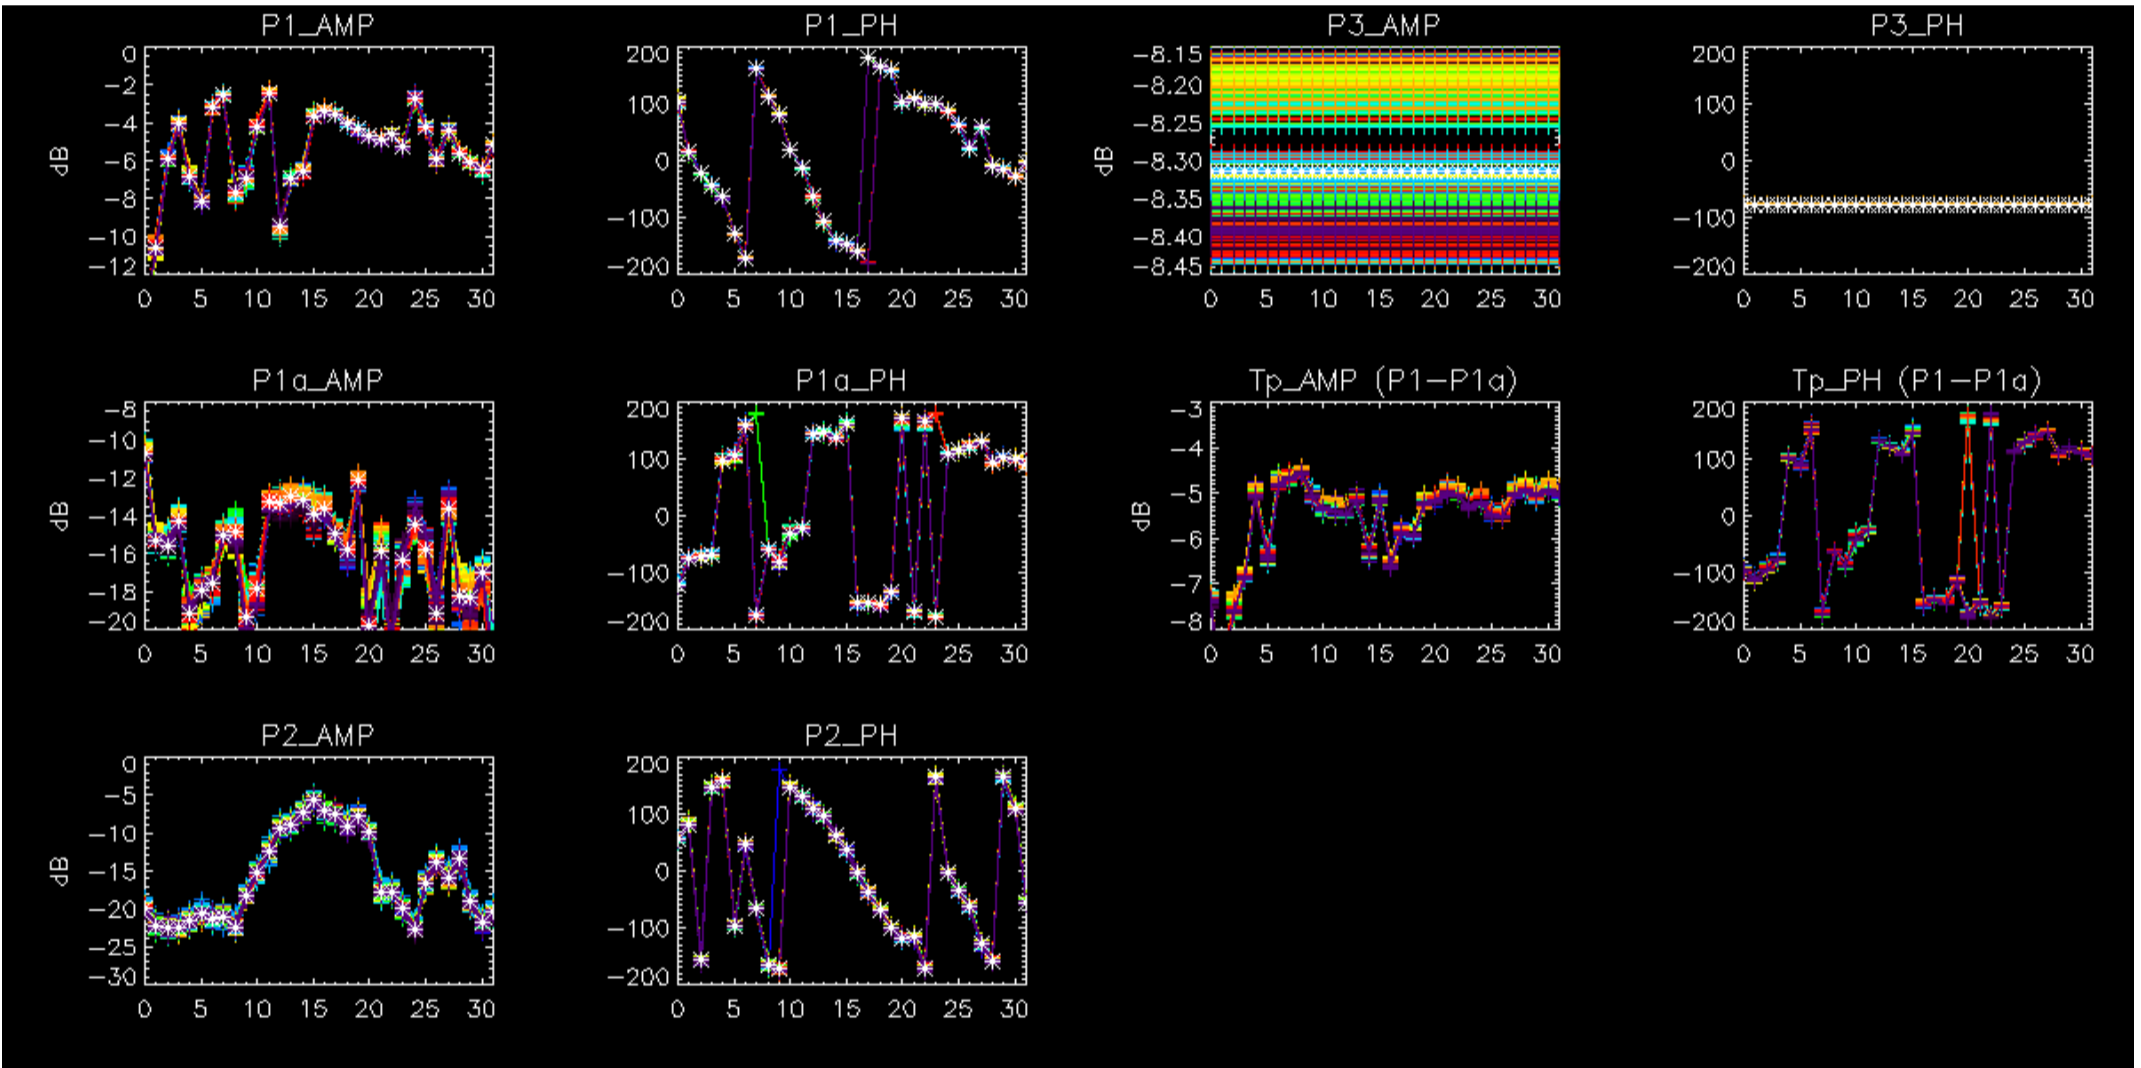 P1_AMP
dB
0
−2
−4
−6
−8
−10
−12
0 5 10 15 20 25 30
P1_PH
200
100
0
−100
−200
0 5 10 15 20 25 30
P3_AMP
dB
−8.15
−8.20
−8.25
−8.30
−8.35
−8.40
−8.45
0 5 10 15 20 25 30
P3_PH
200
100
0
−100
−200
0 5 10 15 20 25 30
P1a_AMP
dB
−8
−10
−12
−14
−16
−18
−20
0 5 10 15 20 25 30
P1a_PH
200
100
0
−100
−200
0 5 10 15 20 25 30
Tp_AMP (P1−P1a)
dB
−3
−4
−5
−6
−7
−8
0 5 10 15 20 25 30
Tp_PH (P1−P1a)
200
100
0
−100
−200
0 5 10 15 20 25 30
P2_AMP
dB
0
−5
−10
−15
−20
−25
−30
0 5 10 15 20 25 30
P2_PH
200
100
0
−100
−200
0 5 10 15 20 25 30